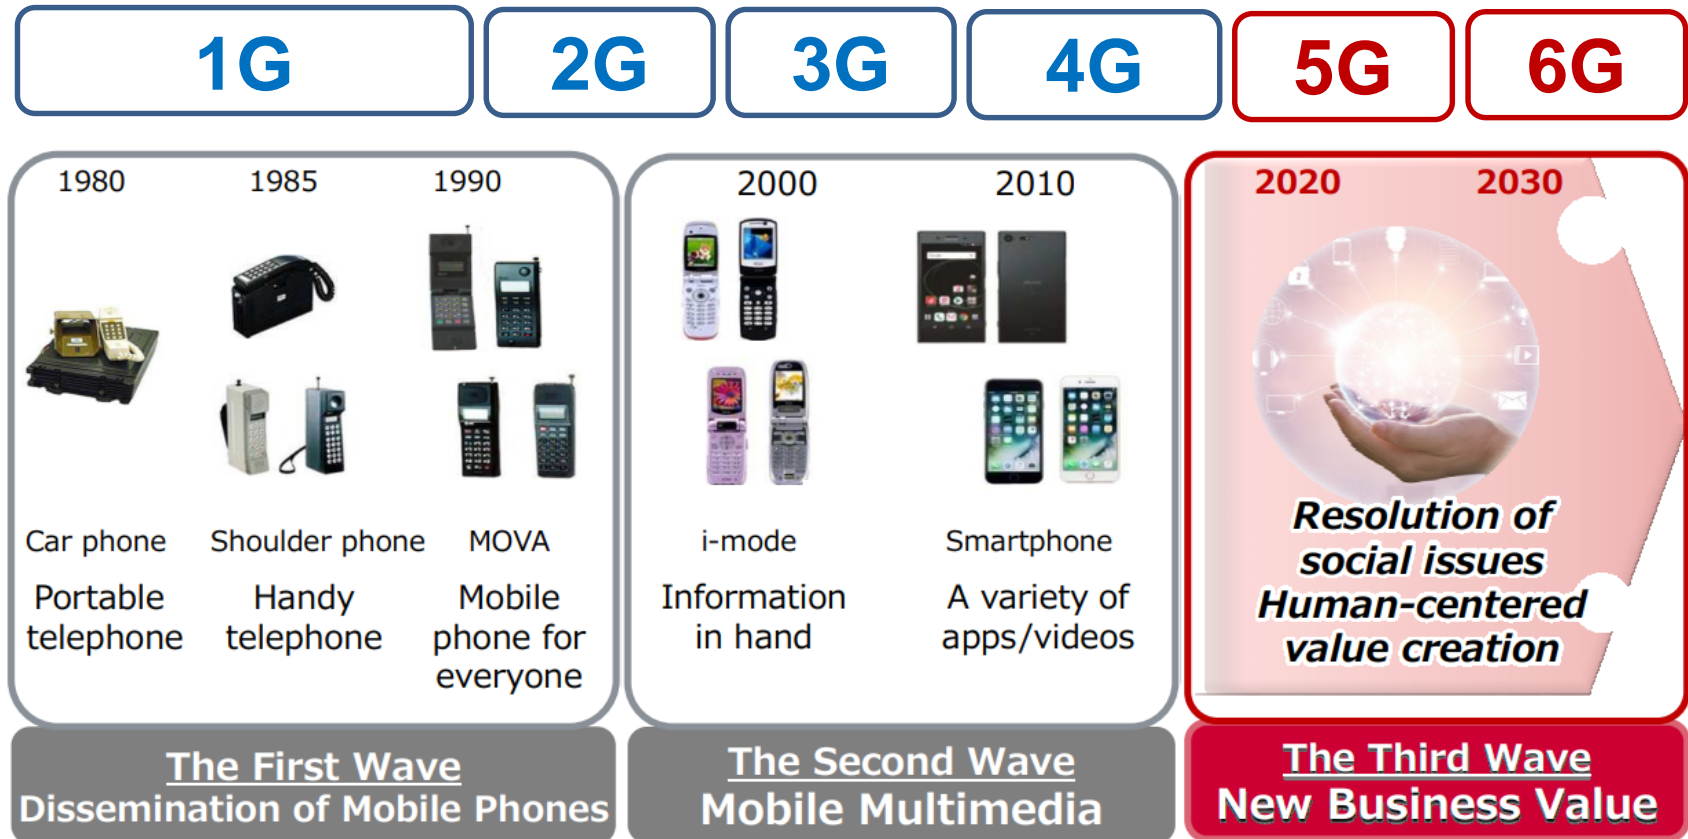 1G
2G
3G
4G
5G
6G
1980
1985
1990
Car phone
Shoulder phone
MOVA
Portable
telephone
Handy
telephone
Mobile
phone for
everyone
The First Wave
Dissemination of Mobile Phones
2000
2010
i-mode
Smartphone
Information
in hand
A variety of
apps/videos
The Second Wave
Mobile Multimedia
2020
2030
Resolution of
social issues
Human-centered
value creation
The Third Wave
New Business Value